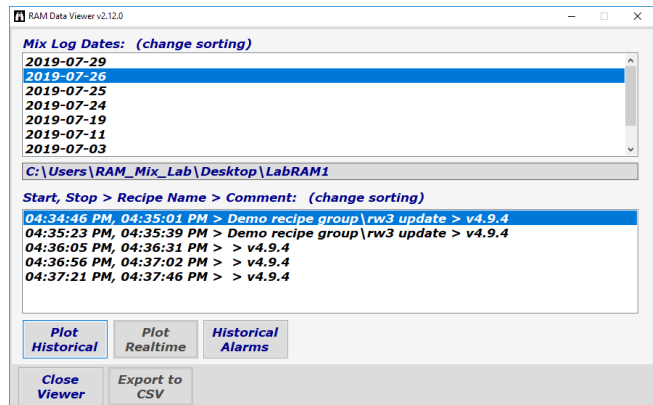 RAM Data Viewer v2.12.0
Mix Log Dates: (change sorting)
2019-07-29
2019-07-26
2019-07-25
2019-07-24
2019-07-19
2019-07-11
2019-07-03
C:\Users\RAM_Mix_Lab\Desktop\LabRAM1
Start, Stop > Recipe Name > Comment: (change sorting)
04:34:46 PM, 04:35:01 PM > Demo recipe group\rw3 update > v4.9.4
04:35:23 PM, 04:35:39 PM > Demo recipe group\rw3 update > v4.9.4
04:36:05 PM, 04:36:31 PM > > v4.9.4
04:36:56 PM, 04:37:02 PM > > v4.9.4
04:37:21 PM, 04:37:46 PM > > v4.9.4
Plot Plot Historical
Historical Realtime Alarms
Close Export to
Viewer CSV